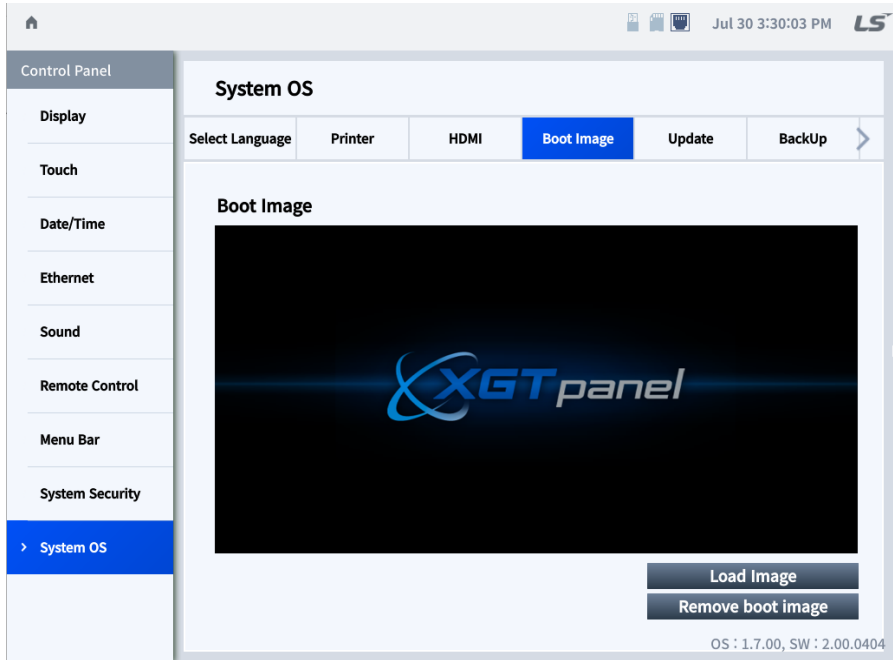 Jul 30 3:30:03 PM LS
Control Panel
Display
Touch
Date/Time
Ethernet
Sound
Remote Control
Menu Bar
System Security
> System OS
System OS
Select Language Printer HDMI Boot Image Update BackUp >
Boot Image
XGTpanel
Load Image
Remove boot image
OS : 1.7.00, SW : 2.00.0404